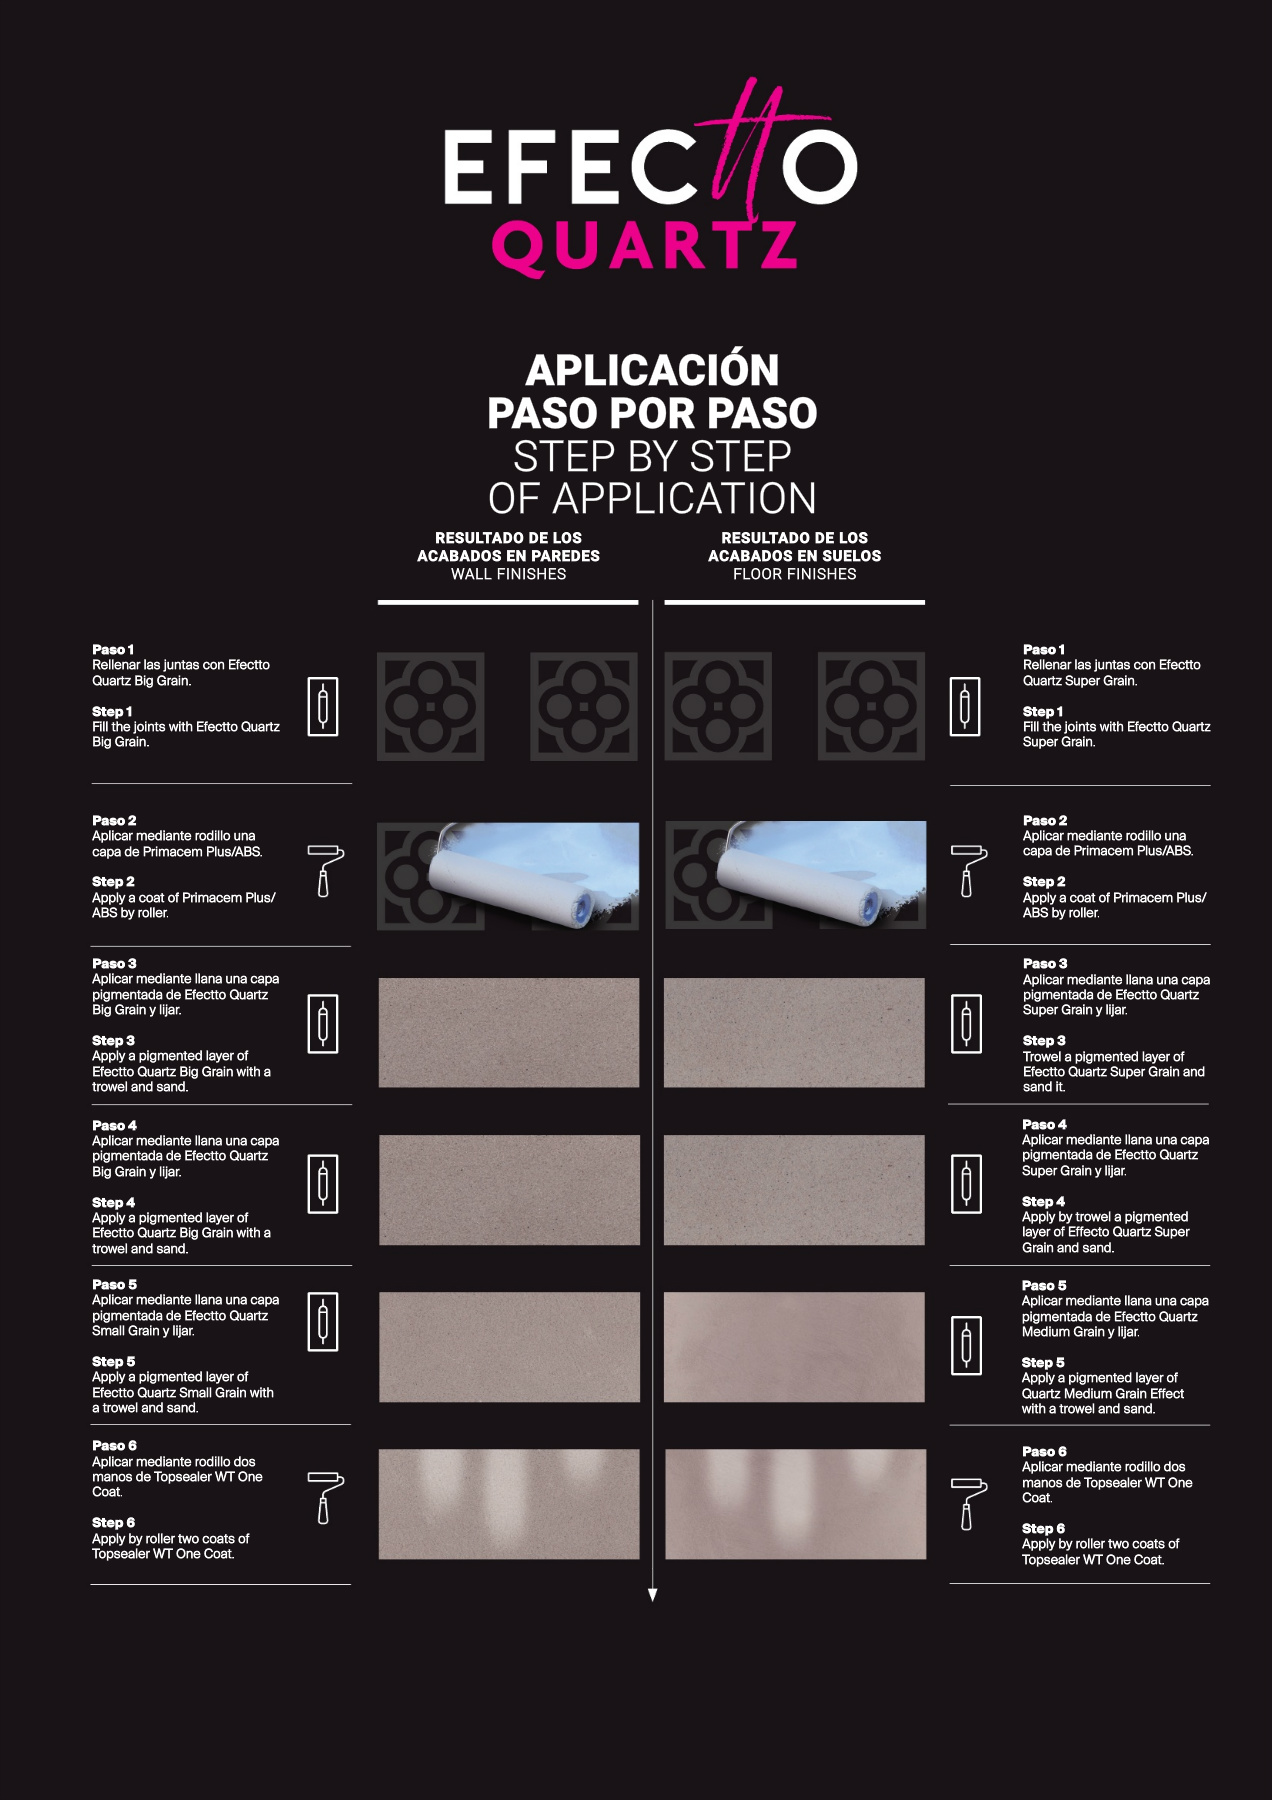 EFECttO
QUARTZ
APLICACIÓN
PASO POR PASO
STEP BY STEP
OF APPLICATION
RESULTADO DE LOS
ACABADOS EN PAREDES
WALL FINISHES
RESULTADO DE LOS
ACABADOS EN SUELOS
FLOOR FINISHES
Paso 1
Rellenar las juntas con Efectto
Quartz Big Grain.
Step 1
Fill the joints with Efectto Quartz
Big Grain.
Paso 2
Aplicar mediante rodillo una
capa de Primacem Plus/ABS.
Step 2
Apply a coat of Primacem Plus/
ABS by roller.
Paso 3
Aplicar mediante llana una capa
pigmentada de Efectto Quartz
Big Grain y lijar.
Step 3
Apply a pigmented layer of
Efectto Quartz Big Grain with a
trowel and sand.
Paso 4
Aplicar mediante llana una capa
pigmentada de Efectto Quartz
Big Grain y lijar.
Step 4
Apply a pigmented layer of
Efectto Quartz Big Grain with a
trowel and sand.
Paso 5
Aplicar mediante llana una capa
pigmentada de Efectto Quartz
Small Grain y lijar.
Step 5
Apply a pigmented layer of
Efectto Quartz Small Grain with
a trowel and sand.
Paso 6
Aplicar mediante rodillo dos
manos de Topsealer WT One
Coat.
Step 6
Apply by roller two coats of
Topsealer WT One Coat.
Paso 1
Rellenar las juntas con Efectto
Quartz Super Grain.
Step 1
Fill the joints with Efectto Quartz
Super Grain.
Paso 2
Aplicar mediante rodillo una
capa de Primacem Plus/ABS.
Step 2
Apply a coat of Primacem Plus/
ABS by roller.
Paso 3
Aplicar mediante llana una capa
pigmentada de Efectto Quartz
Super Grain y lijar.
Step 3
Trowel a pigmented layer of
Efectto Quartz Super Grain and
sand it.
Paso 4
Aplicar mediante llana una capa
pigmentada de Efectto Quartz
Super Grain y lijar.
Step 4
Apply by trowel a pigmented
layer of Effecto Quartz Super
Grain and sand.
Paso 5
Aplicar mediante llana una capa
pigmentada de Efectto Quartz
Medium Grain y lijar.
Step 5
Apply a pigmented layer of
Quartz Medium Grain Effect
with a trowel and sand.
Paso 6
Aplicar mediante rodillo dos
manos de Topsealer WT One
Coat.
Step 6
Apply by roller two coats of
Topsealer WT One Coat.